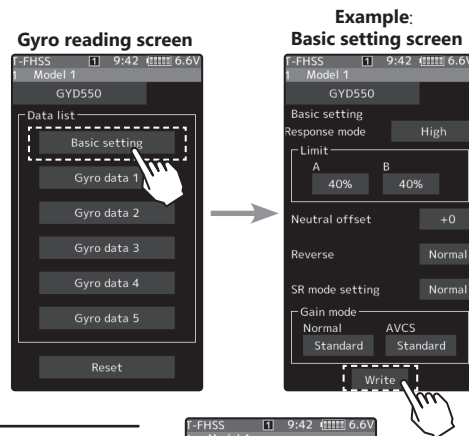 Gyro reading screen
T-FHSS 1 9:42 6.6V
1 Model 1
GYD550
Data list
Basic setting
Gyro data 1
Gyro data 2
Gyro data 3
Gyro data 4
Gyro data 5
Reset
Example:
Basic setting screen
T-FHSS 1 9:42 6.6V
1 Model 1
GYD550
Basic setting
Response mode High
Limit
A B
40% 40%
Neutral offset +0
Reverse Normal
SR mode setting Normal
Gain mode
Normal AVCS
Standard Standard
Write
T-FHSS 1 9:42 6.6V